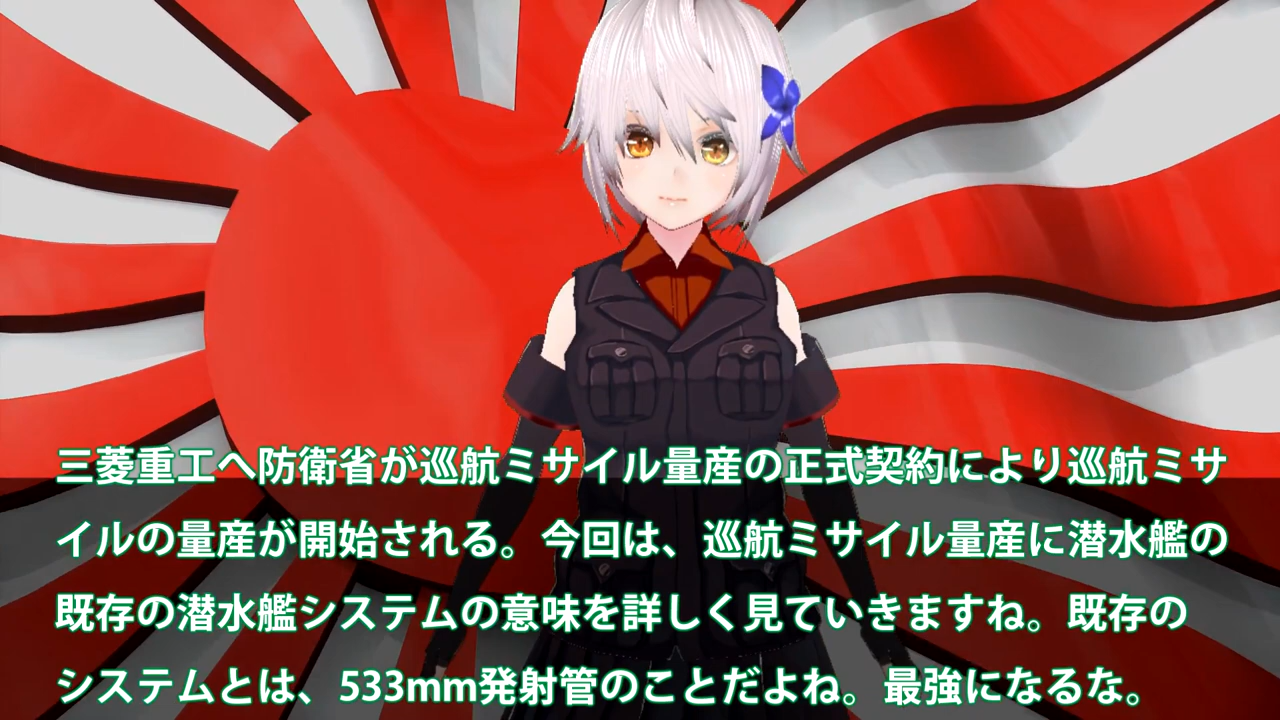 三菱重工へ防衛省が巡航ミサイル量産の正式契約により巡航ミサ
イルの量産が開始される。今回は、巡航ミサイル量産に潜水艦の
既存の潜水艦システムの意味を詳しく見ていきますね。既存の
システムとは、533mm発射管のことだよね。最強になるな。